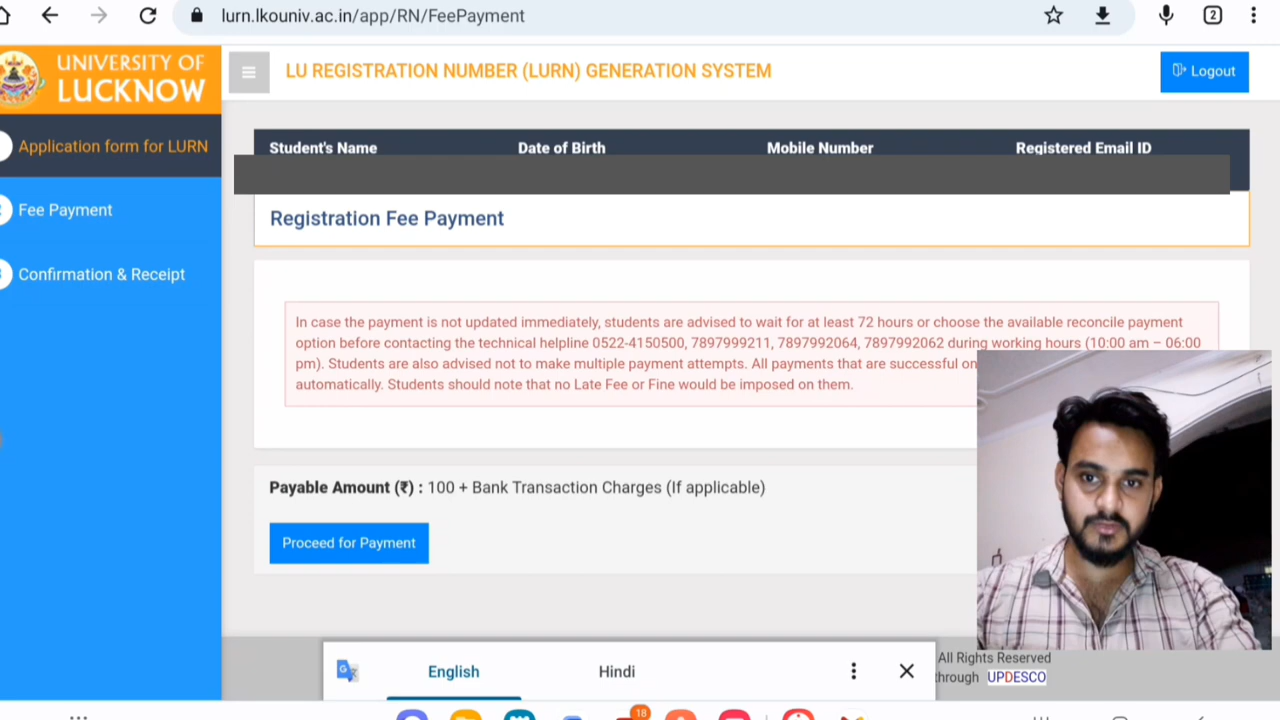 lurn.lkouniv.ac.in/app/RN/FeePayment
2
UNIVERSITY OF
LUCKNOW
LU REGISTRATION NUMBER (LURN) GENERATION SYSTEM
Logout
Application form for LURN
Fee Payment
Confirmation & Receipt
Student's Name Date of Birth Mobile Number Registered Email ID
Registration Fee Payment
In case the payment is not updated immediately, students are advised to wait for at least 72 hours or choose the available reconcile payment
option before contacting the technical helpline 0522-4150500, 7897999211, 7897992064, 7897992062 during working hours (10:00 am – 06:00
pm). Students are also advised not to make multiple payment attempts. All payments that are successful on
automatically. Students should note that no Late Fee or Fine would be imposed on them.
Payable Amount (₹) : 100 + Bank Transaction Charges (If applicable)
Proceed for Payment
All Rights Reserved
through UPDESCO
English Hindi
18